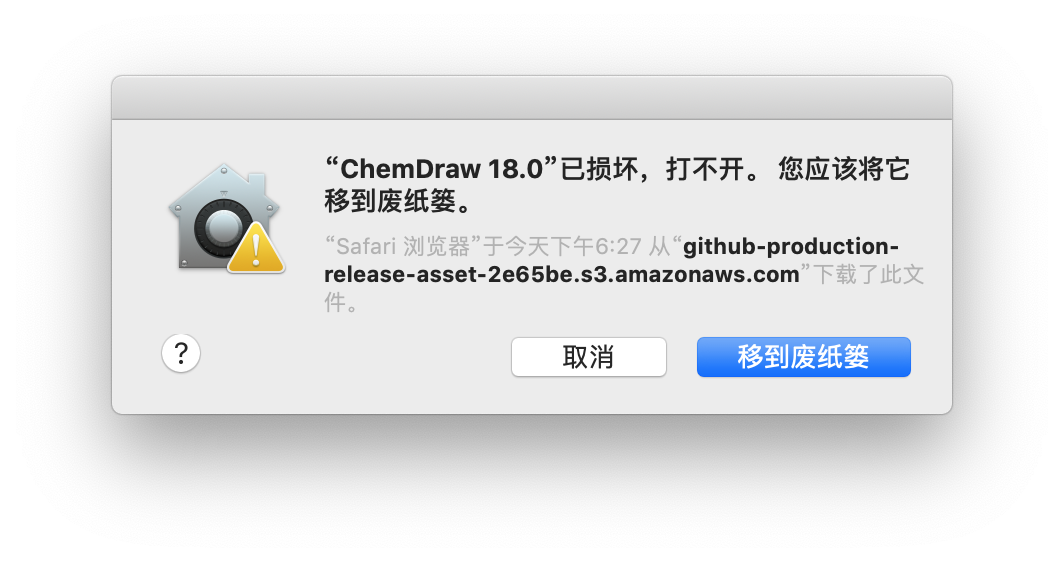 “ChemDraw 18.0”已损坏，打不开。 您应该将它
移到废纸篓。
“Safari 浏览器”于今天下午6:27 从“github-production-
release-asset-2e65be.s3.amazonaws.com”下载了此文
件。
?
取消
移到废纸篓